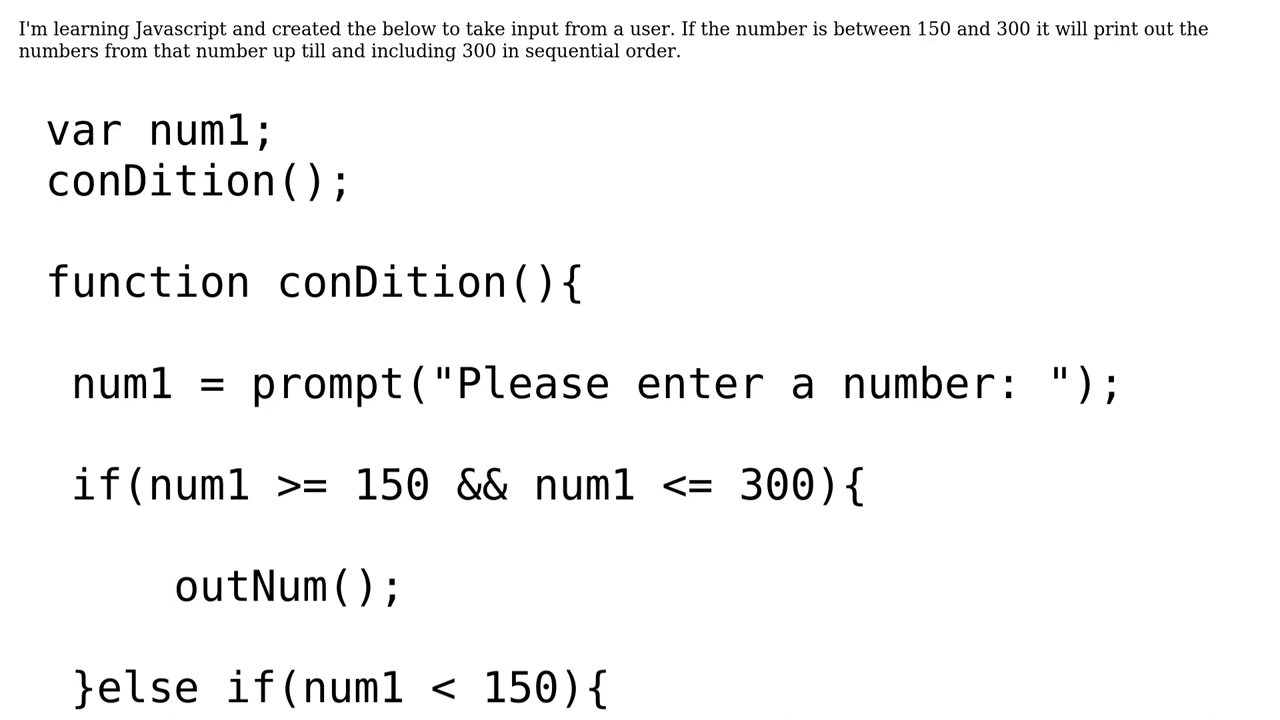 I'm learning Javascript and created the below to take input from a user. If the number is between 150 and 300 it will print out the
numbers from that number up till and including 300 in sequential order.
var num1;
conDition();
function conDition(){
num1 = prompt("Please enter a number: ");
if(num1 >= 150 && num1 <= 300){
outNum();
}else if(num1 < 150){